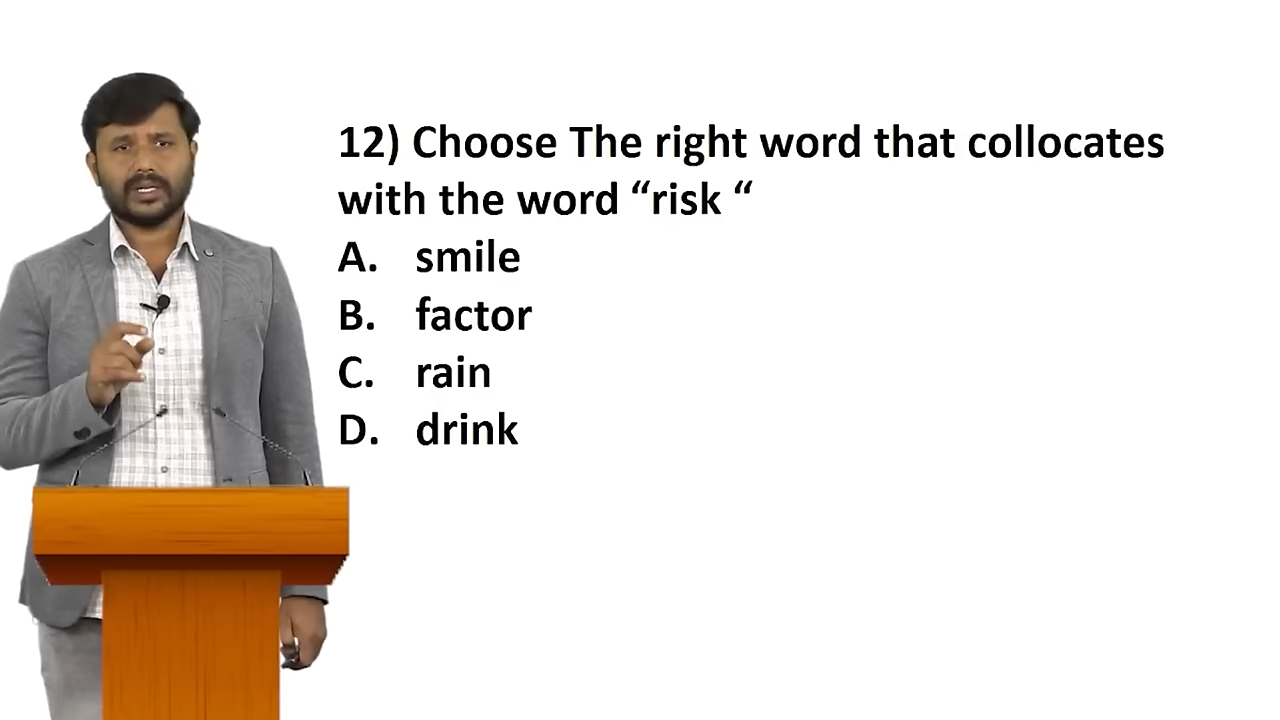 12) Choose The right word that collocates
with the word “risk “
A. smile
B. factor
C. rain
D. drink